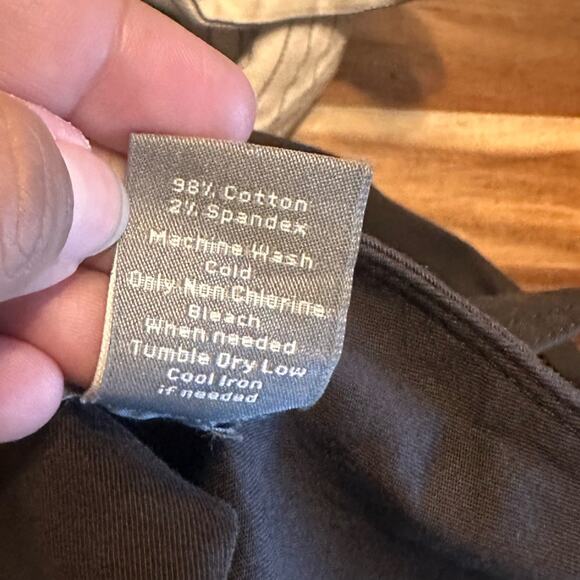 98% Cotton
2% Spandex
Machine Wash
Cold
Only Non Chlorine
Bleach
When needed
Tumble Dry Low
Cool Iron
if needed